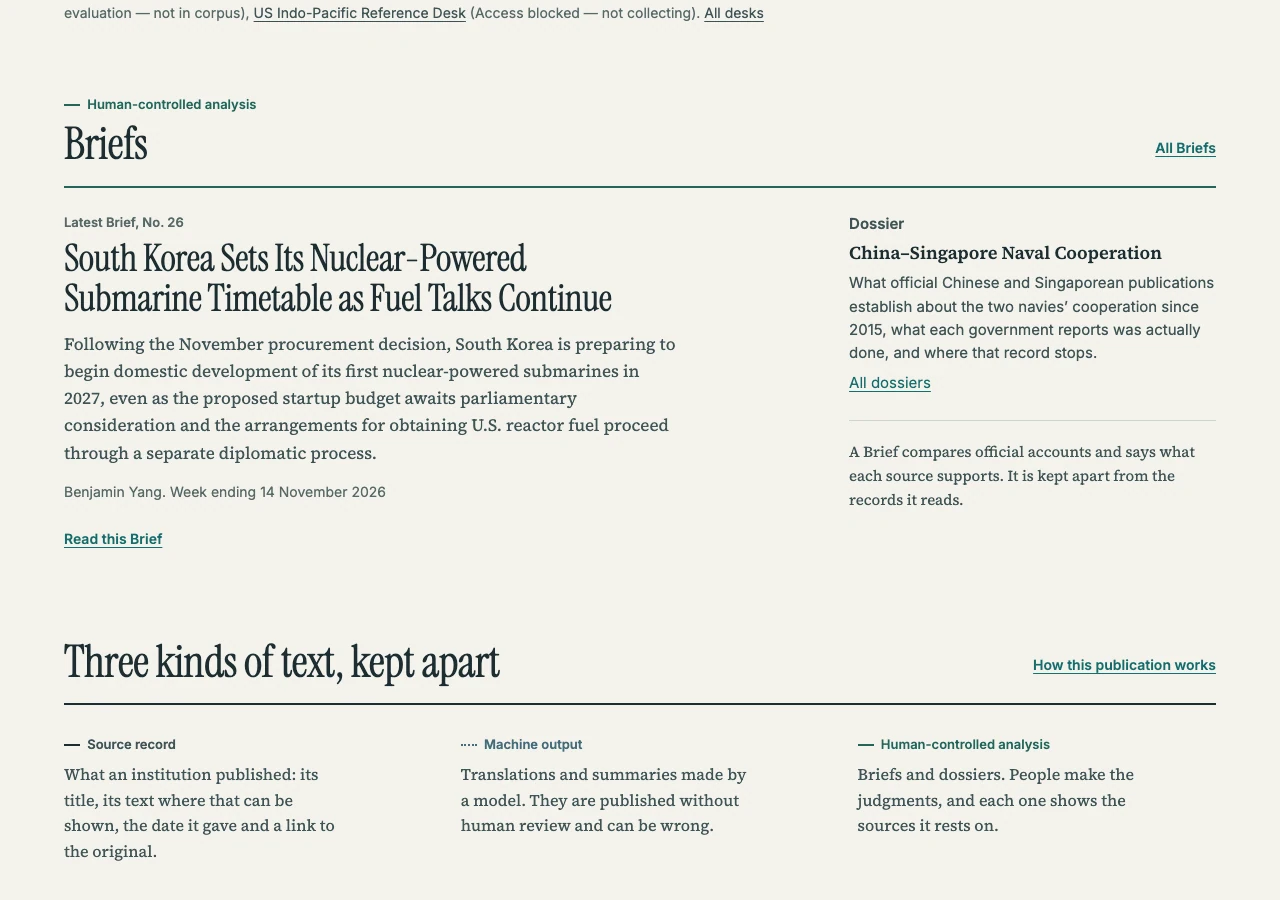 evaluation — not in corpus), US Indo-Pacific Reference Desk (Access blocked — not collecting). All desks
Human-controlled analysis
Briefs
All Briefs
Latest Brief, No. 26
South Korea Sets Its Nuclear-Powered
Submarine Timetable as Fuel Talks Continue
Following the November procurement decision, South Korea is preparing to
begin domestic development of its first nuclear-powered submarines in
2027, even as the proposed startup budget awaits parliamentary
consideration and the arrangements for obtaining U.S. reactor fuel proceed
through a separate diplomatic process.
Benjamin Yang. Week ending 14 November 2026
Read this Brief
Dossier
China–Singapore Naval Cooperation
What official Chinese and Singaporean publications
establish about the two navies’ cooperation since
2015, what each government reports was actually
done, and where that record stops.
All dossiers
A Brief compares official accounts and says what
each source supports. It is kept apart from the
records it reads.
Three kinds of text, kept apart
How this publication works
Source record
What an institution published: its
title, its text where that can be
shown, the date it gave and a link to
the original.
Machine output
Translations and summaries made by
a model. They are published without
human review and can be wrong.
Human-controlled analysis
Briefs and dossiers. People make the
judgments, and each one shows the
sources it rests on.